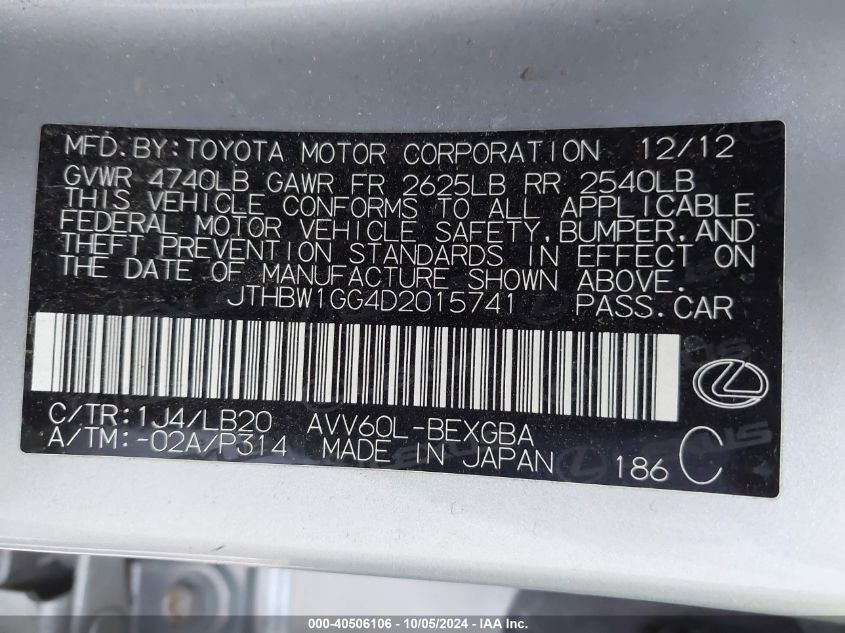 MFD. BY: TOYOTA MOTOR CORPORATION 12/12
GVWR 4740LB GAWR FR 2625LB RR 2540LB
THIS VEHICLE CONFORMS TO ALL APPLICABLE
FEDERAL MOTOR VEHICLE SAFETY, BUMPER, AND
THEFT PREVENTION STANDARDS IN EFFECT ON
THE DATE OF MANUFACTURE SHOWN ABOVE.
JTHBW1GG4D2015741 PASS. CAR
C/TR: 1J4/LB20 AVV60L-BEXGBA
A/TM: -02A/P314 MADE IN JAPAN 186 C
000-40506106 - 10/05/2024 - IAA Inc.